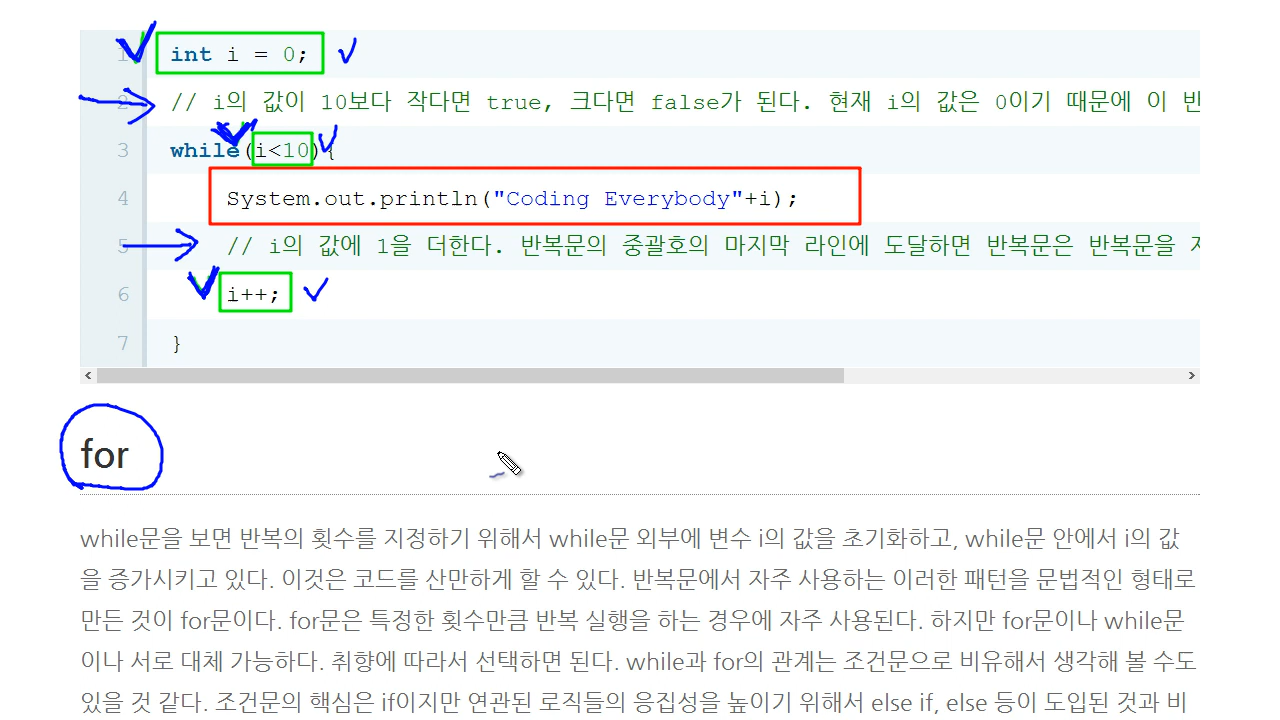 1 int i = 0;
2 // i의 값이 10보다 작다면 true, 크다면 false가 된다. 현재 i의 값은 0이기 때문에 이 반
3 while(i<10){
4 System.out.println("Coding Everybody"+i);
5 // i의 값에 1을 더한다. 반복문의 중괄호의 마지막 라인에 도달하면 반복문은 반복문을
6 i++;
7 }
for
while문을 보면 반복의 횟수를 지정하기 위해서 while문 외부에 변수 i의 값을 초기화하고, while문 안에서 i의 값
을 증가시키고 있다. 이것은 코드를 산만하게 할 수 있다. 반복문에서 자주 사용하는 이러한 패턴을 문법적인 형태로
만든 것이 for문이다. for문은 특정한 횟수만큼 반복 실행을 하는 경우에 자주 사용된다. 하지만 for문이나 while문
이나 서로 대체 가능하다. 취향에 따라서 선택하면 된다. while과 for의 관계는 조건문으로 비유해서 생각해 볼 수도
있을 것 같다. 조건문의 핵심은 if이지만 연관된 로직들의 응집성을 높이기 위해서 else if, else 등이 도입된 것과 비